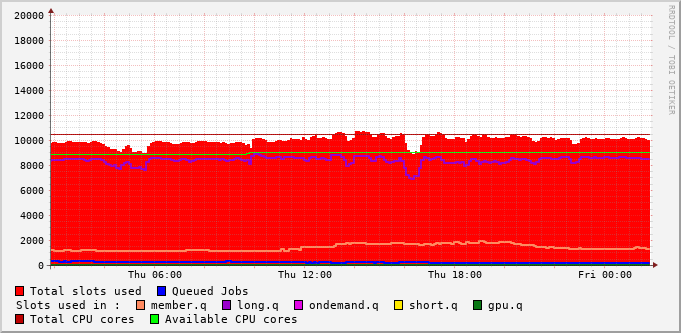 RRDTOOL / TOBI OETIKER
20000
18000
16000
14000
12000
10000
8000
6000
4000
2000
0
Thu 06:00 Thu 12:00 Thu 18:00 Fri 00:00
Total slots used Queued Jobs
Slots used in : member.q long.q ondemand.q short.q gpu.q
Total CPU cores Available CPU cores